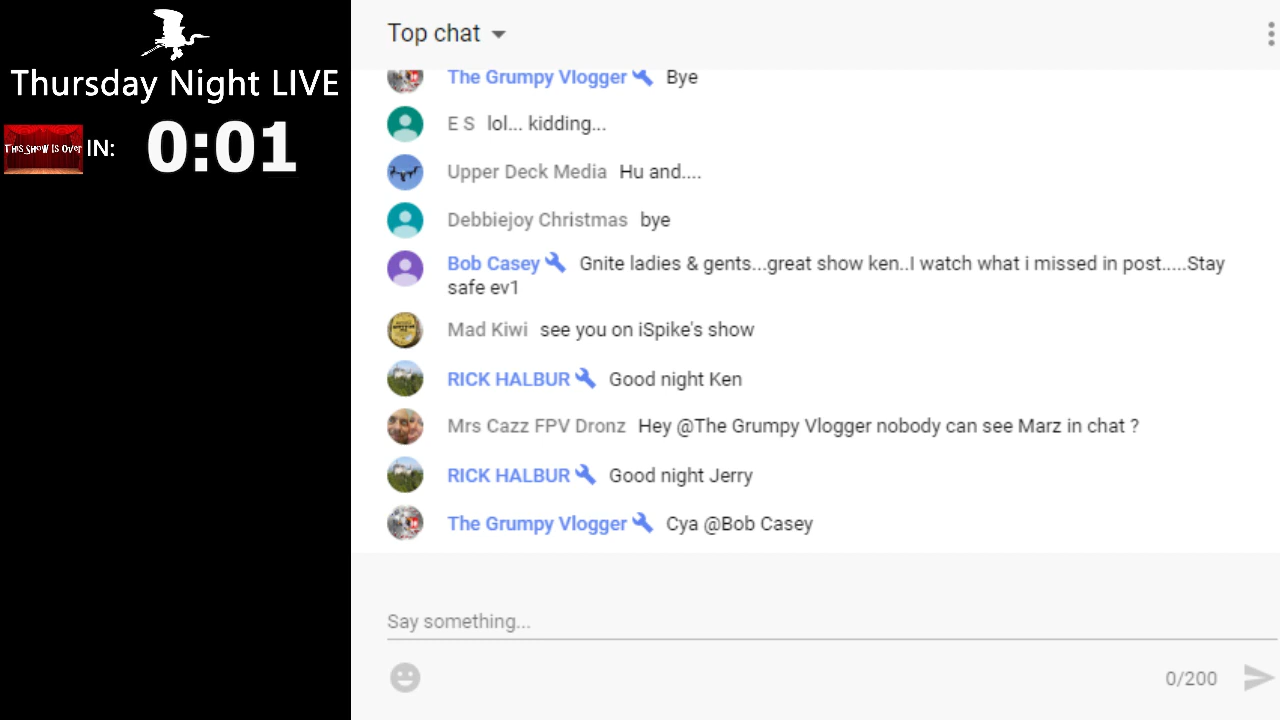 Thursday Night LIVE
THIS SHOW IS Over IN: 0:01
Top chat
The Grumpy Vlogger Bye
E S lol... kidding...
Upper Deck Media Hu and....
Debbiejoy Christmas bye
Bob Casey Gnite ladies & gents...great show ken..I watch what i missed in post.....Stay
safe ev1
Mad Kiwi see you on iSpike's show
RICK HALBUR Good night Ken
Mrs Cazz FPV Dronz Hey @The Grumpy Vlogger nobody can see Marz in chat ?
RICK HALBUR Good night Jerry
The Grumpy Vlogger Cya @Bob Casey
Say something...
0/200